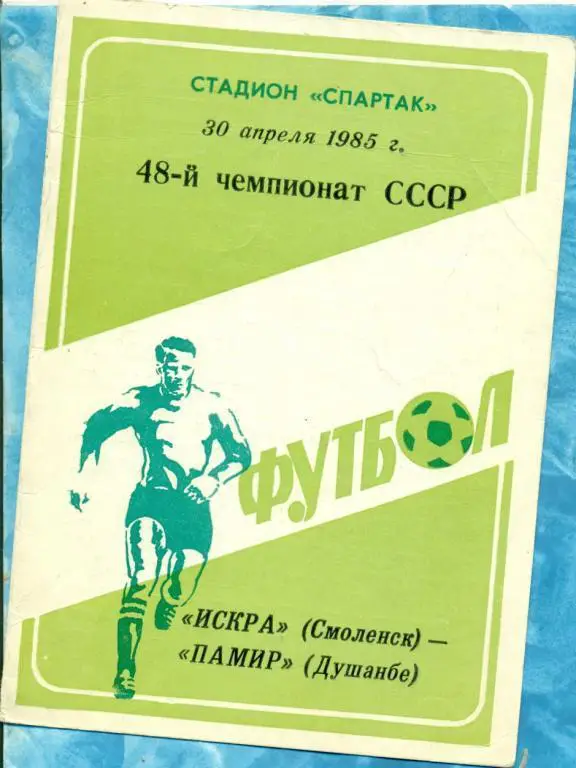 СТАДИОН «СПАРТАК»
30 апреля 1985 г.
48-й чемпионат СССР
ФУТБОЛ
«ИСКРА» (Смоленск) —
«ПАМИР» (Душанбе)